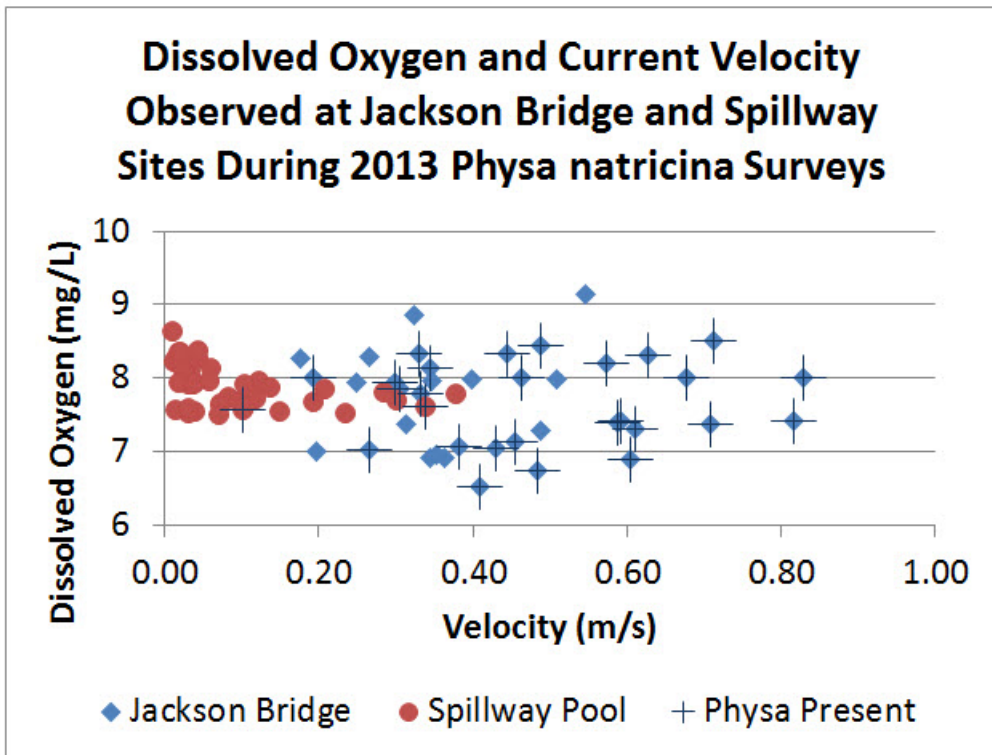 Dissolved Oxygen and Current Velocity
Observed at Jackson Bridge and Spillway
Sites During 2013 Physa natricina Surveys
Dissolved Oxygen (mg/L)
10
9
8
7
6
0.00 0.20 0.40 0.60 0.80 1.00
Velocity (m/s)
Jackson Bridge Spillway Pool Physa Present